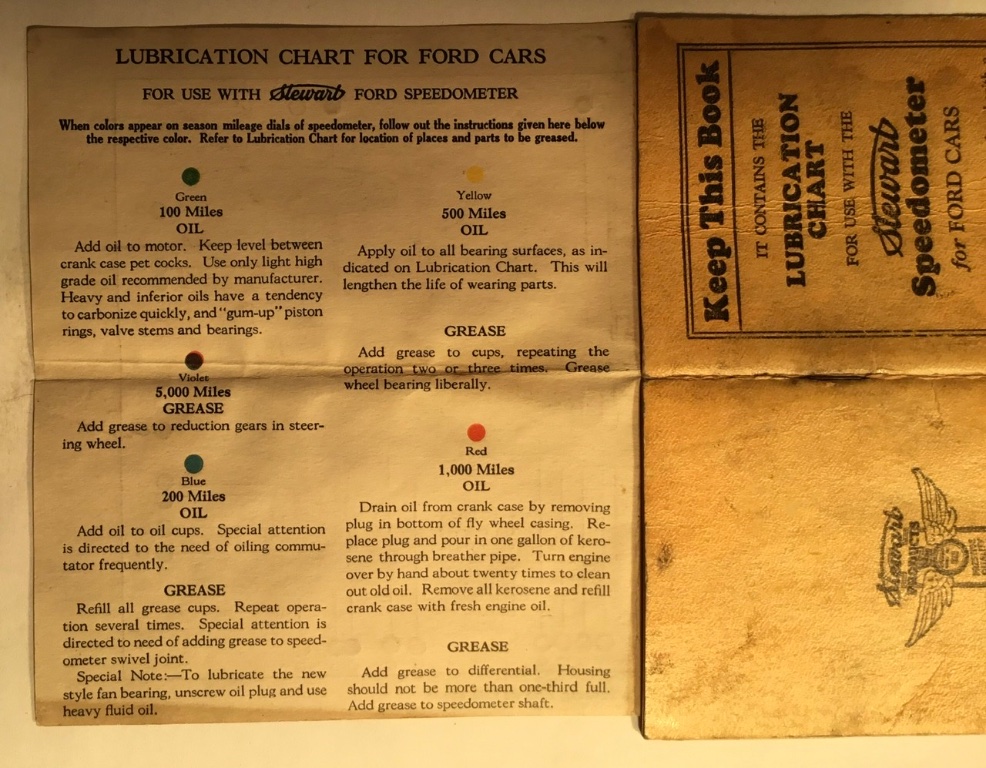 LUBRICATION CHART FOR FORD CARS
FOR USE WITH Stewart FORD SPEEDOMETER
When colors appear on season mileage dials of speedometer, follow out the instructions given here below
the respective color. Refer to Lubrication Chart for location of places and parts to be greased.
Green
100 Miles
OIL
Add oil to motor. Keep level between
crank case pet cocks. Use only light high
grade oil recommended by manufacturer.
Heavy and inferior oils have a tendency
to carbonize quickly, and "gum-up" piston
rings, valve stems and bearings.
Violet
5,000 Miles
GREASE
Add grease to reduction gears in steer-
ing wheel.
Blue
200 Miles
OIL
Add oil to oil cups. Special attention
is directed to the need of oiling commu-
tator frequently.
GREASE
Refill all grease cups. Repeat opera-
tion several times. Special attention is
directed to need of adding grease to speed-
ometer swivel joint.
Special Note:—To lubricate the new
style fan bearing, unscrew oil plug and use
heavy fluid oil.
Yellow
500 Miles
OIL
Apply oil to all bearing surfaces, as in-
dicated on Lubrication Chart. This will
lengthen the life of wearing parts.
GREASE
Add grease to cups, repeating the
operation two or three times. Grease
wheel bearing liberally.
Red
1,000 Miles
OIL
Drain oil from crank case by removing
plug in bottom of fly wheel casing. Re-
place plug and pour in one gallon of kero-
sene through breather pipe. Turn engine
over by hand about twenty times to clean
out old oil. Remove all kerosene and refill
crank case with fresh engine oil.
GREASE
Add grease to differential. Housing
should not be more than one-third full.
Add grease to speedometer shaft.
Keep This Book
IT CONTAINS THE
LUBRICATION
CHART
FOR USE WITH THE
Stewart
Speedometer
for FORD CARS
Stewart
PRODUCTS